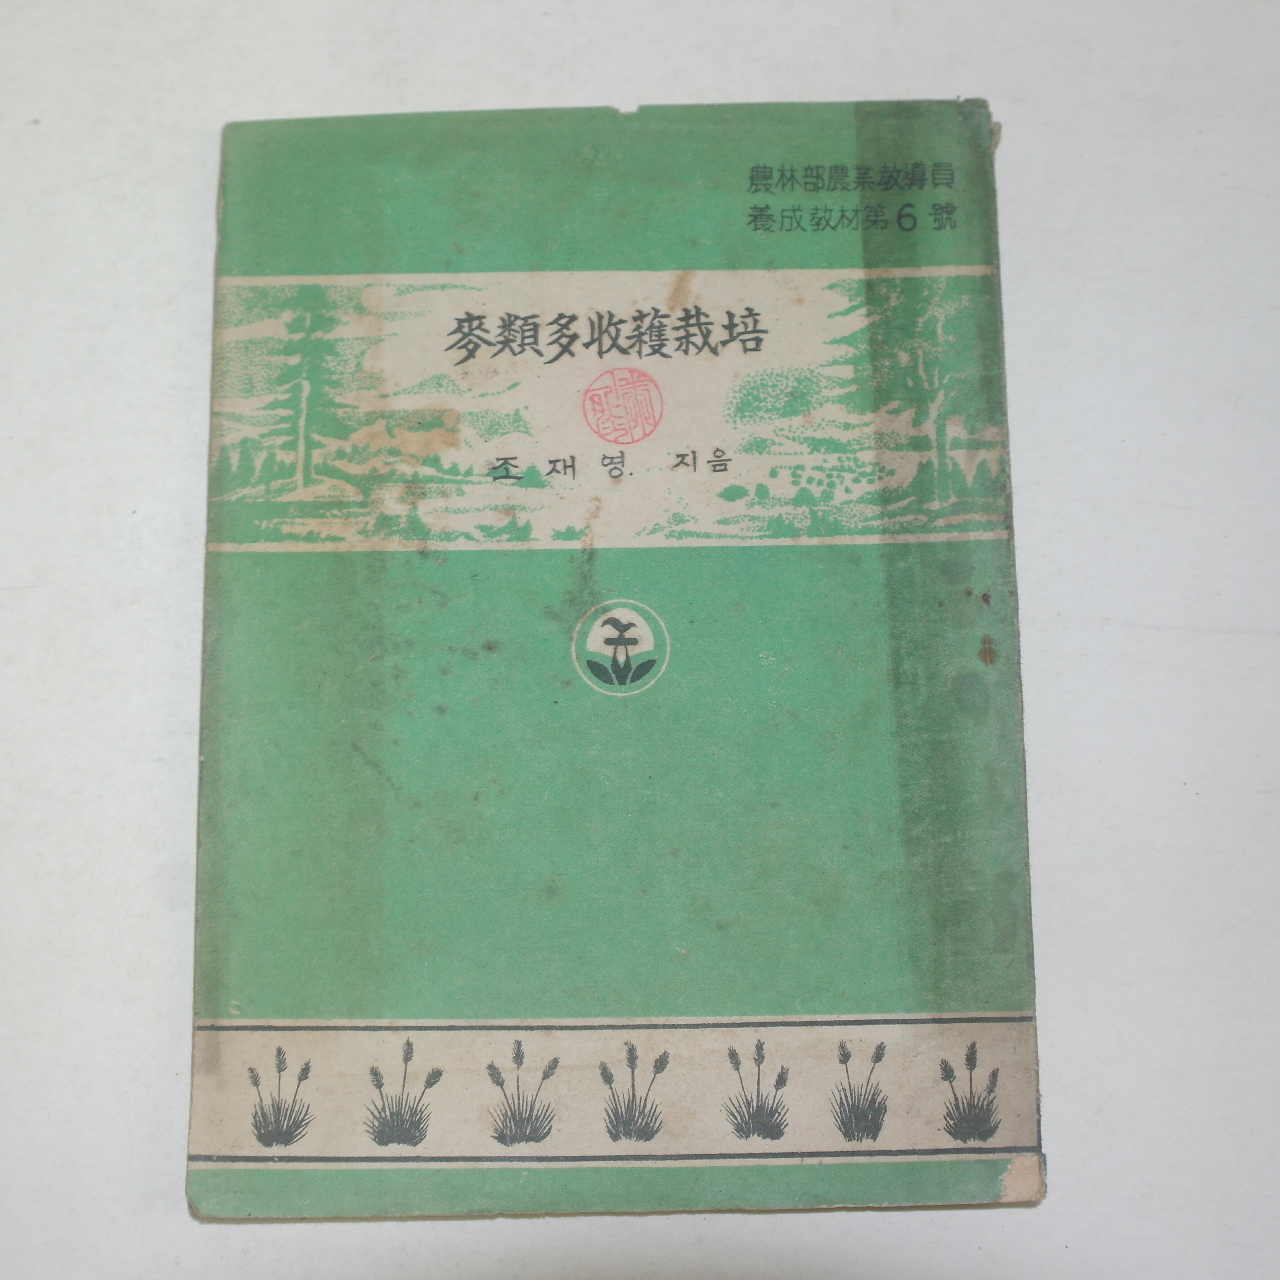 農林部農業敎導員
養成敎材第6號
麥類多收穫栽培
조재영. 지음